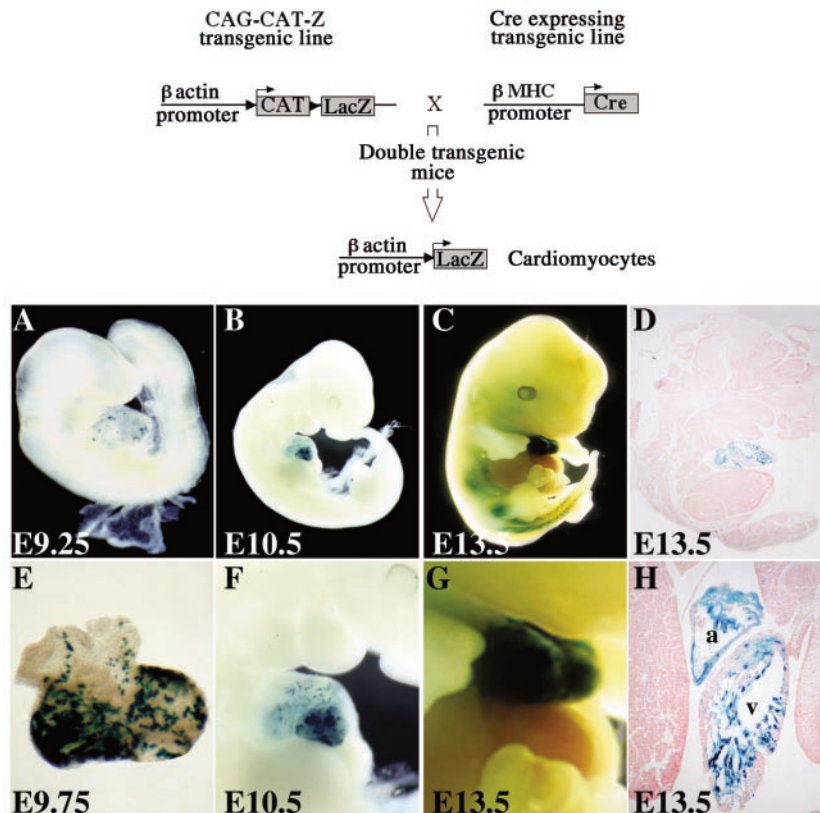 CAG-CAT-Z
transgenic line
Cre expressing
transgenic line
β actin
promoter
CAT
LacZ
X
β MHC
promoter
Cre
Double transgenic
mice
β actin
promoter
LacZ
Cardiomyocytes
A
E9.25
B
E10.5
C
E13.5
D
E13.5
E
E9.75
F
E10.5
G
E13.5
H
a
v
E13.5